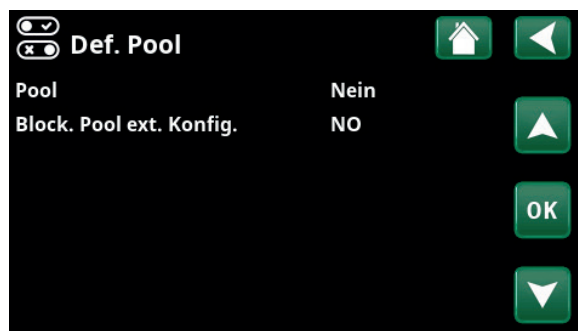 Def. Pool
Pool Nein
Block. Pool ext. Konfig. NO
OK